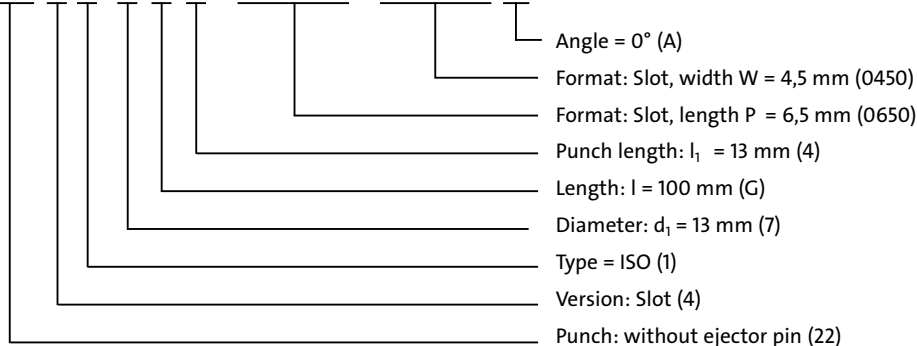 Angle = 0° (A)
Format: Slot, width W = 4,5 mm (0450)
Format: Slot, length P = 6,5 mm (0650)
Punch length: l₁ = 13 mm (4)
Length: l = 100 mm (G)
Diameter: d₁ = 13 mm (7)
Type = ISO (1)
Version: Slot (4)
Punch: without ejector pin (22)